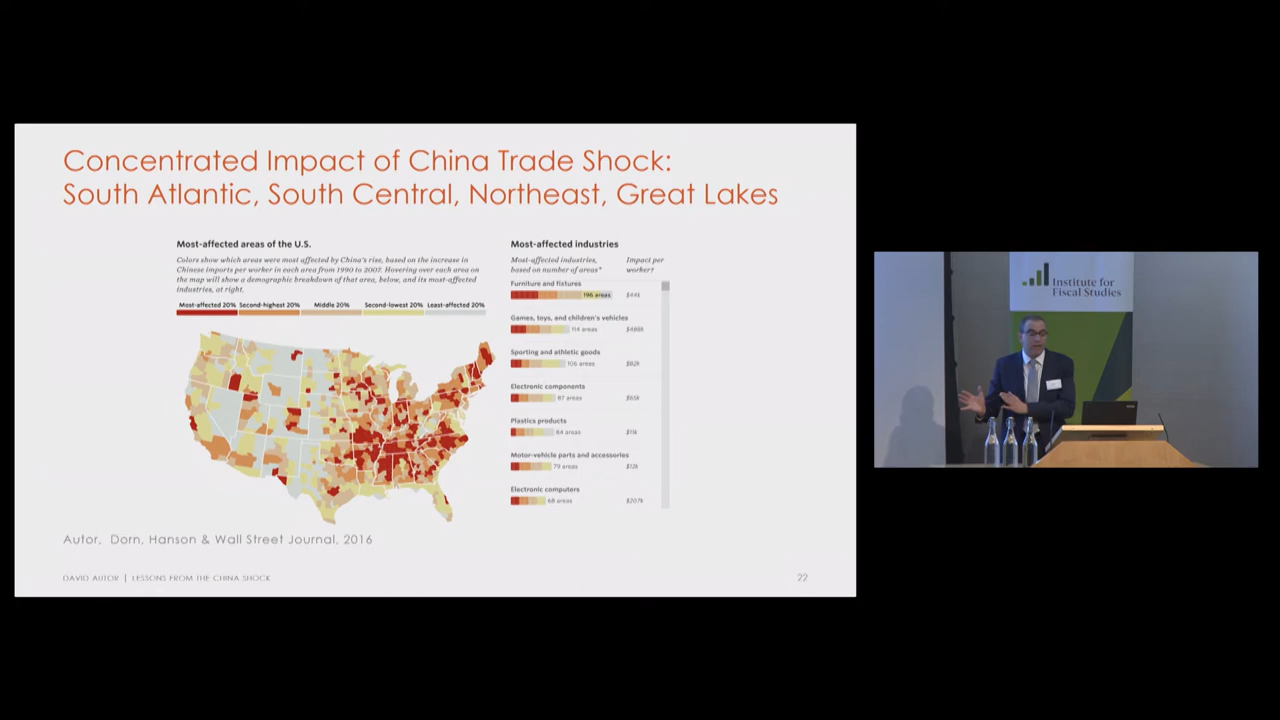 Concentrated Impact of China Trade Shock:
South Atlantic, South Central, Northeast, Great Lakes
Most-affected areas of the U.S.
Colors show which areas were most affected by China's rise, based on the increase in
Chinese imports per worker in each area from 1990 to 2007. Hovering over each area on
the map will show a demographic breakdown of that area, below, and its most-affected
industries, at right.
Most-affected 20% Second-highest 20% Middle 20% Second-lowest 20% Least-affected 20%
Most-affected industries
Most-affected industries,
based on number of areas*
Impact per
worker†
Furniture and fixtures
196 areas $44k
Games, toys, and children's vehicles
114 areas $488k
Sporting and athletic goods
106 areas $82k
Electronic components
87 areas $65k
Plastics products
84 areas $11k
Motor-vehicle parts and accessories
79 areas $12k
Electronic computers
68 areas $207k
Autor, Dorn, Hanson & Wall Street Journal, 2016
DAVID AUTOR | LESSONS FROM THE CHINA SHOCK
22
Institute for
Fiscal Studies